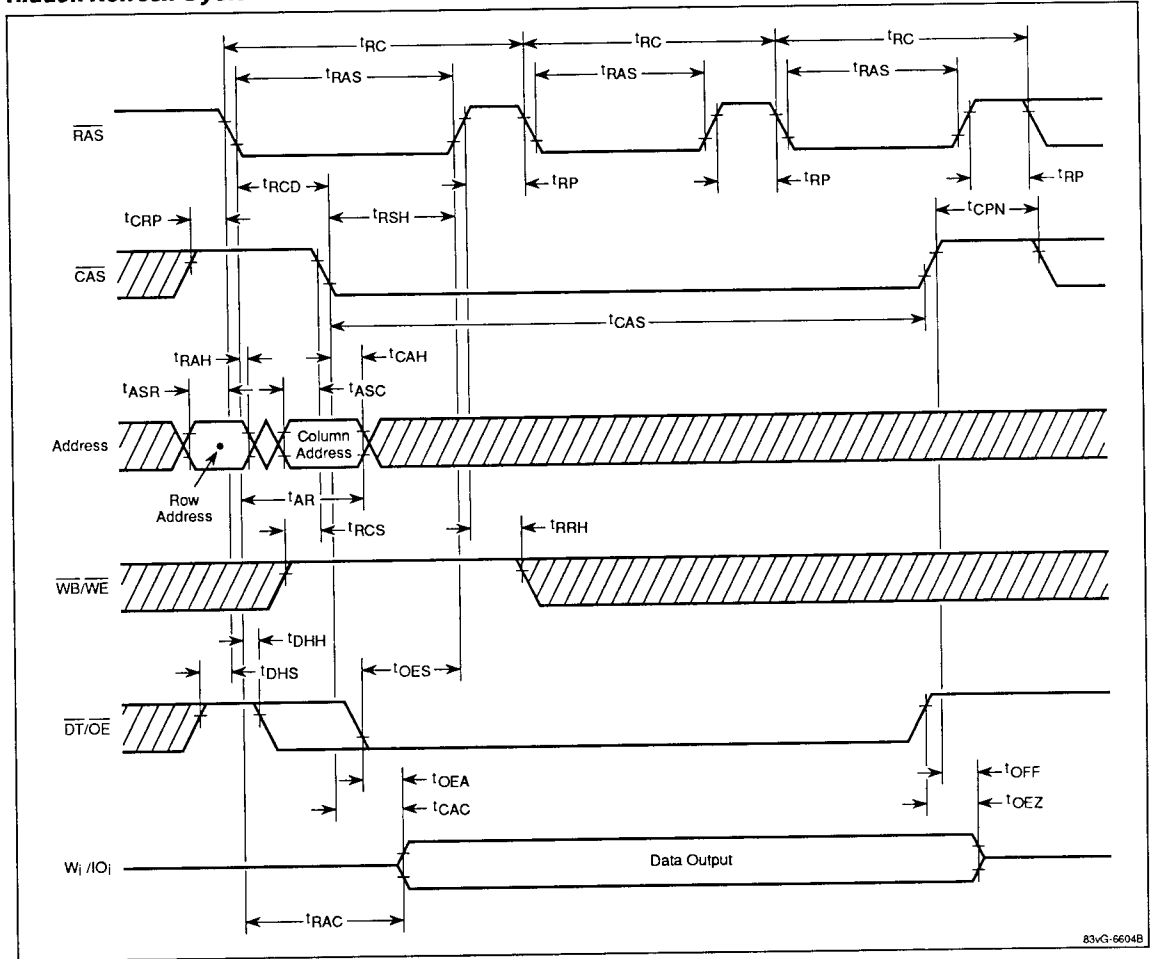 Hidden Refresh Cycle
tRC tRC tRC
tRAS tRAS tRAS
RAS
tRCD tRP tRP tRP
tCRP tRSH tCPN
CAS
tCAS
tRAH tCAH
tASR tASC
Address Column Address
Row Address
tAR
tRCS tRRH
WB/WE
tDHH
tDHS tOES
DT/OE
tOEA tOFF
tCAC tOEZ
Wi /IOi Data Output
tRAC
83vG-6604B